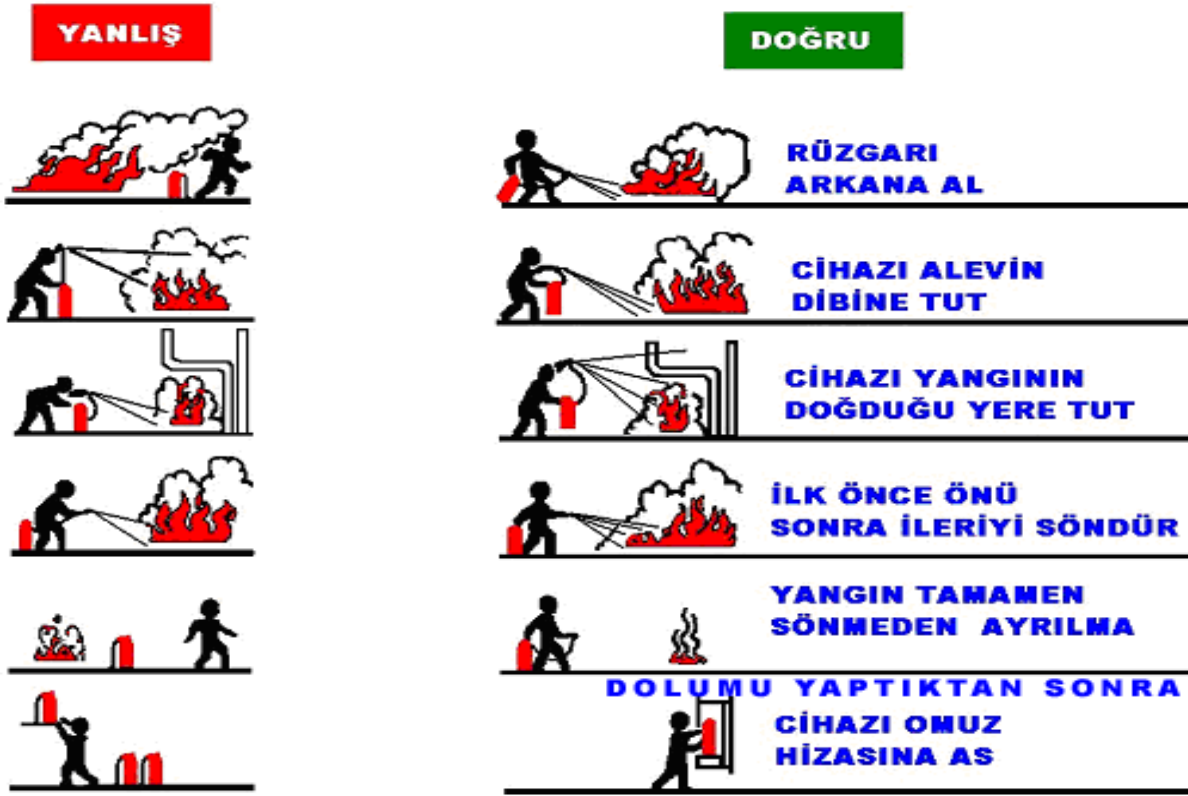 YANLIŞ
DOĞRU
RÜZGARI
ARKANA AL
CİHAZI ALEVİN
DİBİNE TUT
CİHAZI YANGININ
DOĞDUĞU YERE TUT
İLK ÖNCE ÖNÜ
SONRA İLERİYİ SÖNDÜR
YANGIN TAMAMEN
SÖNMEDEN AYRILMA
DOLUMU YAPTIKTAN SONRA
CİHAZI OMUZ
HİZASINA AS